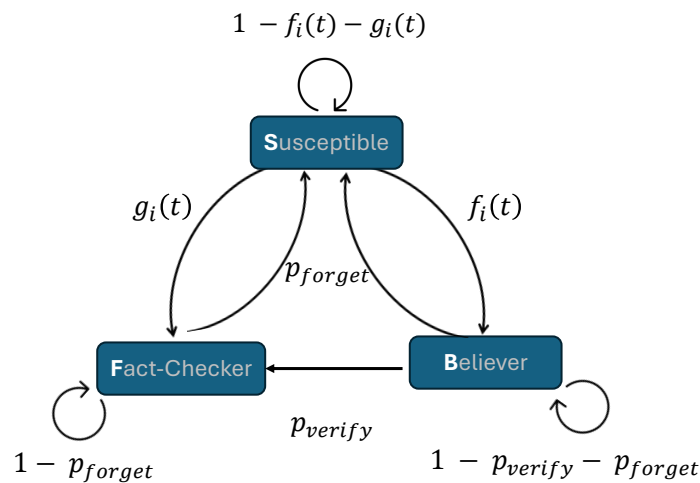 1 − f_i(t) − g_i(t)
Susceptible
g_i(t)
f_i(t)
p_forget
Fact-Checker
Believer
p_verify
1 − p_forget
1 − p_verify − p_forget